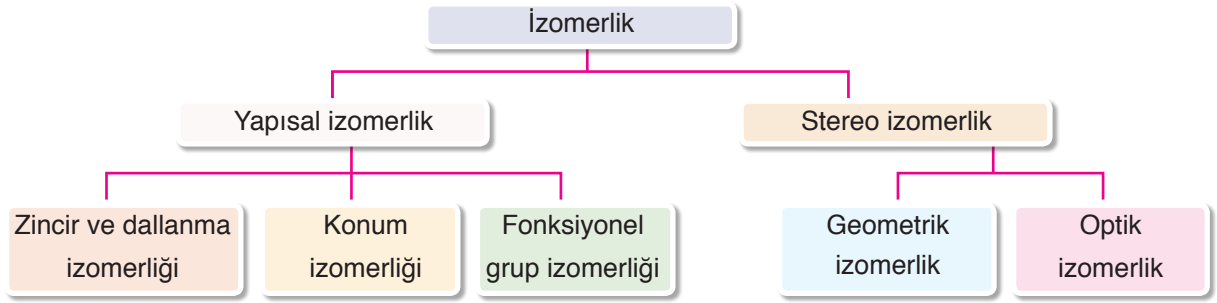 İzomerlik
Yapısal izomerlik
Stereo izomerlik
Zincir ve dallanma
izomerliği
Konum
izomerliği
Fonksiyonel
grup izomerliği
Geometrik
izomerlik
Optik
izomerlik